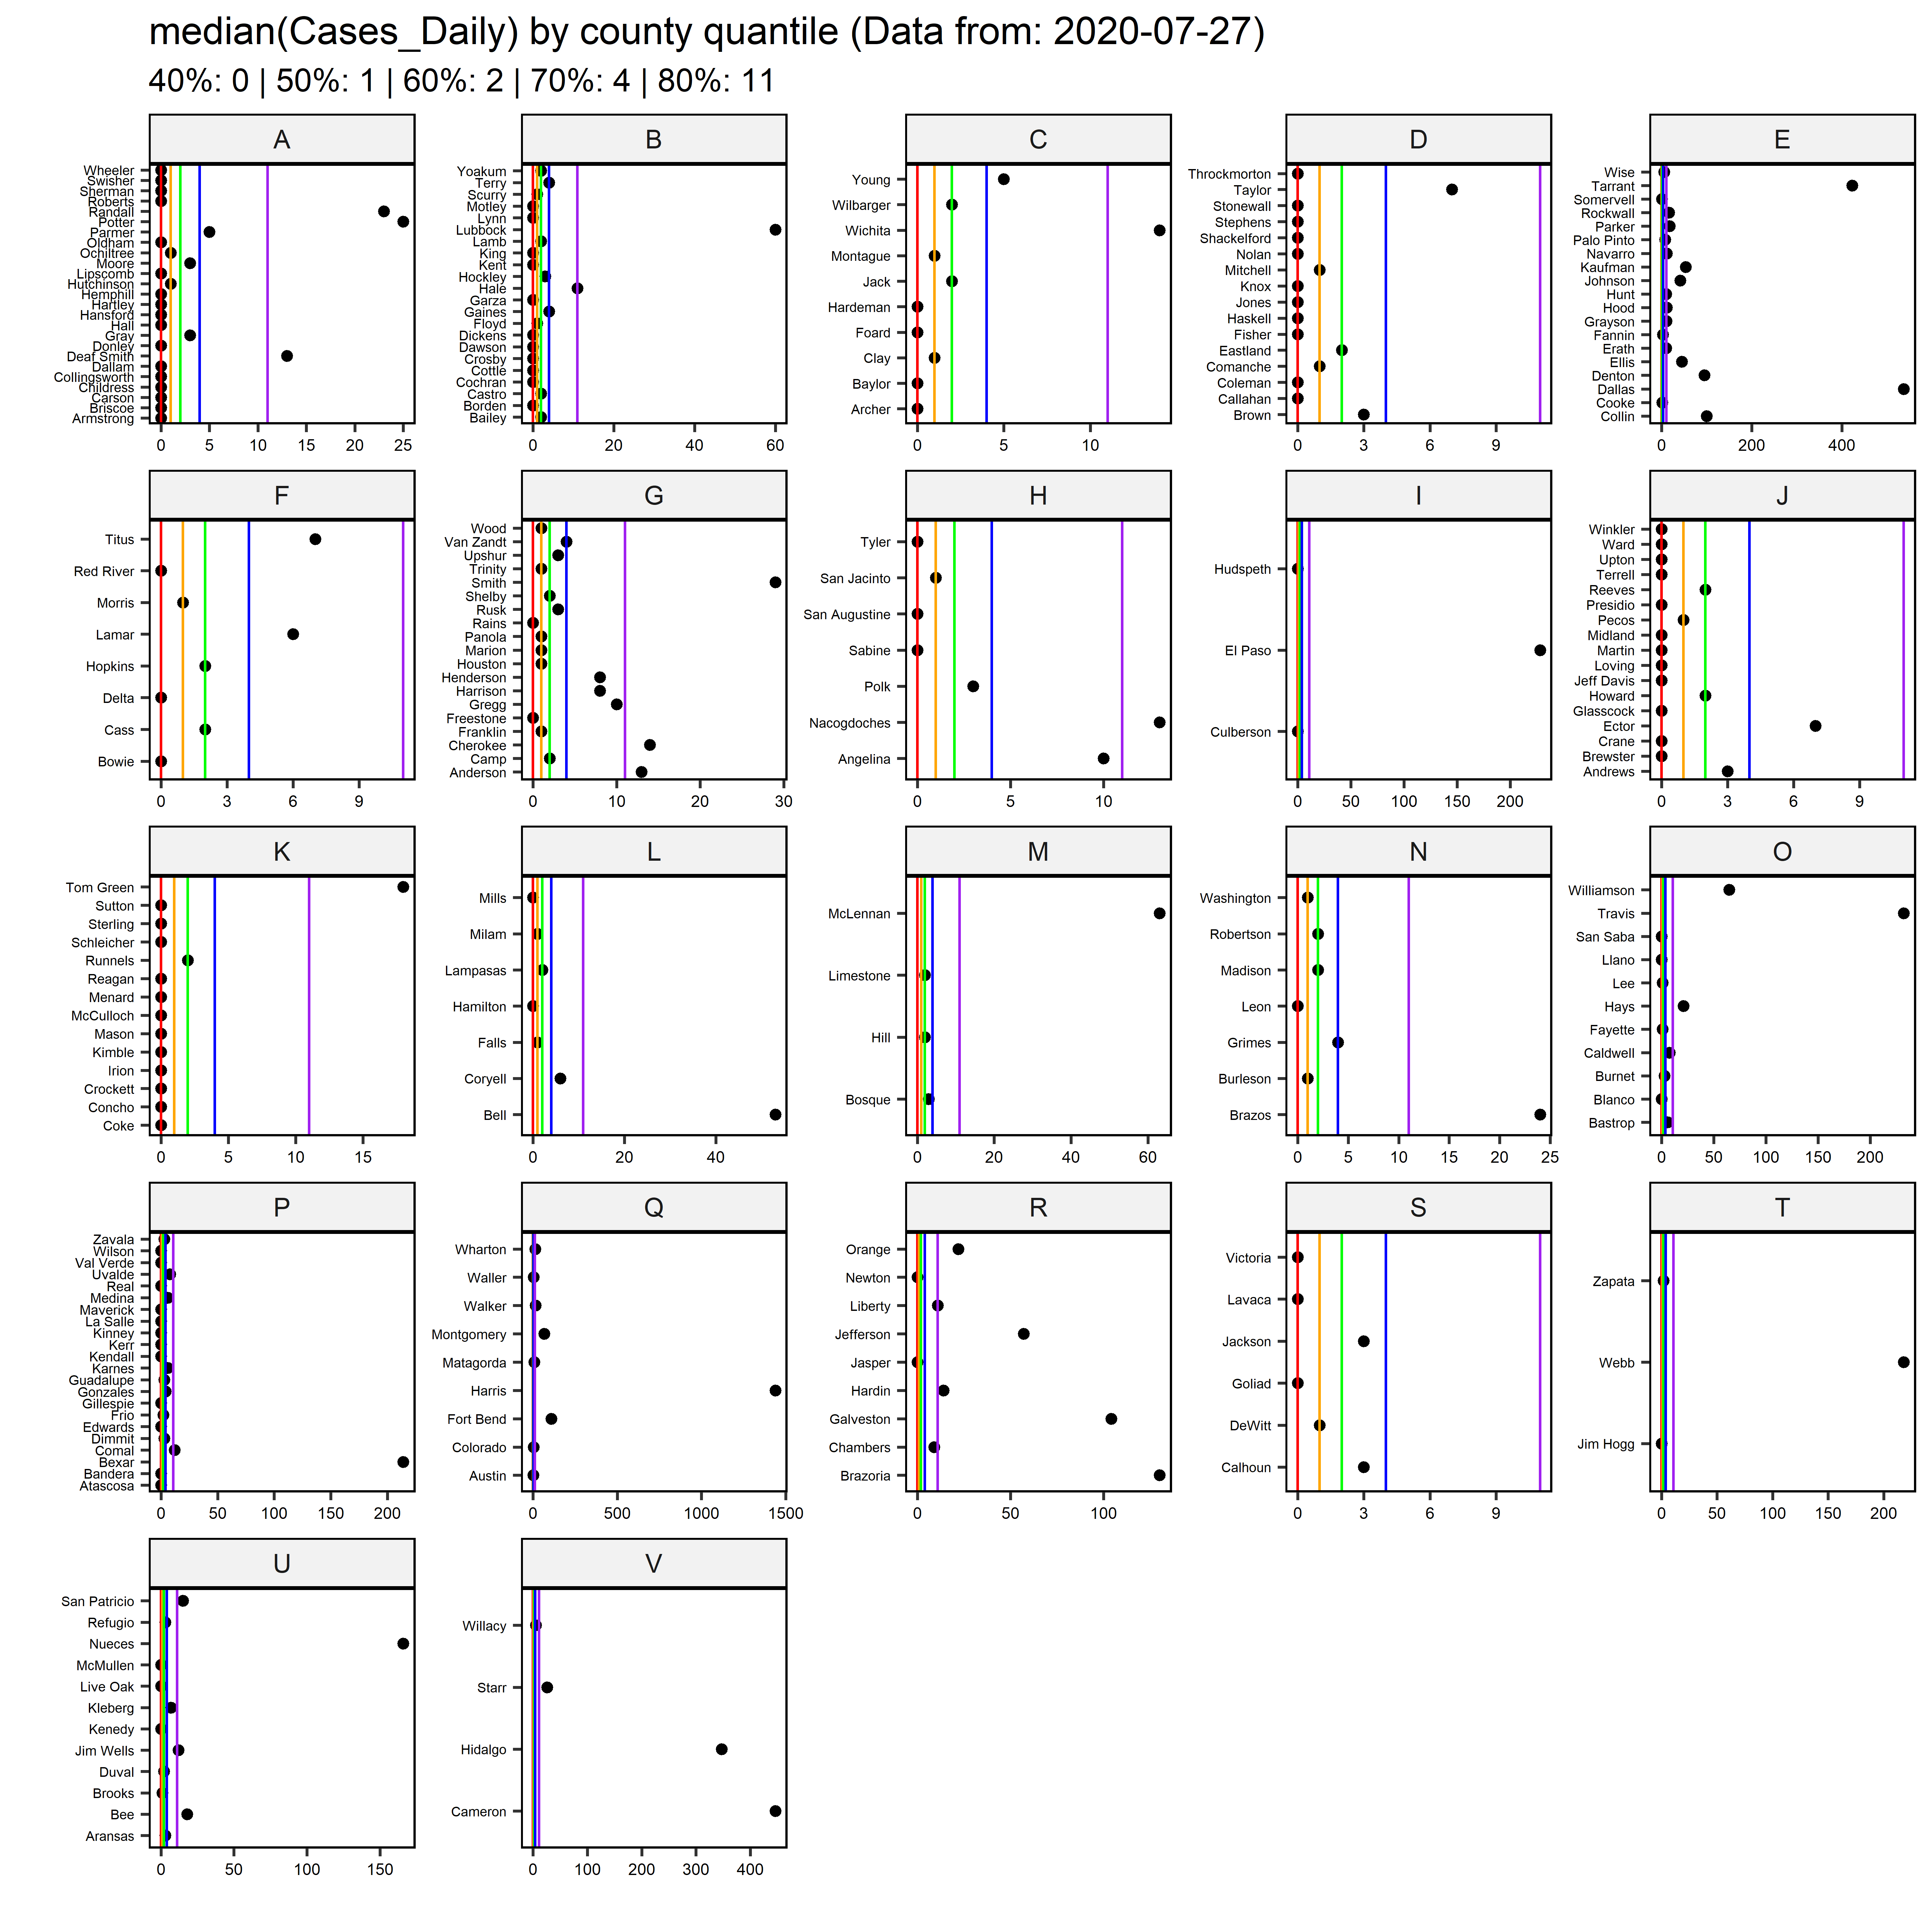 median(Cases_Daily) by county quantile (Data from: 2020-07-27)
40%: 0 | 50%: 1 | 60%: 2 | 70%: 4 | 80%: 11
A
Wheeler
Swisher
Sherman
Roberts
Randall
Potter
Parmer
Oldham
Ochiltree
Moore
Lipscomb
Hutchinson
Hemphill
Hartley
Hansford
Hall
Gray
Donley
Deaf Smith
Dallam
Collingsworth
Childress
Carson
Briscoe
Armstrong
0 5 10 15 20 25
B
Yoakum
Terry
Scurry
Motley
Lynn
Lubbock
Lamb
King
Kent
Hockley
Hale
Garza
Gaines
Floyd
Dickens
Dawson
Crosby
Cottle
Cochran
Castro
Borden
Bailey
0 20 40 60
C
Young
Wilbarger
Wichita
Montague
Jack
Hardeman
Foard
Clay
Baylor
Archer
0 5 10
D
Throckmorton
Taylor
Stonewall
Stephens
Shackelford
Nolan
Mitchell
Knox
Jones
Haskell
Fisher
Eastland
Comanche
Coleman
Callahan
Brown
0 3 6 9
E
Wise
Tarrant
Somervell
Rockwall
Parker
Palo Pinto
Navarro
Kaufman
Johnson
Hunt
Hood
Grayson
Fannin
Erath
Ellis
Denton
Dallas
Cooke
Collin
0 200 400
F
Titus
Red River
Morris
Lamar
Hopkins
Delta
Cass
Bowie
0 3 6 9
G
Wood
Van Zandt
Upshur
Trinity
Smith
Shelby
Rusk
Rains
Panola
Marion
Houston
Henderson
Harrison
Gregg
Freestone
Franklin
Cherokee
Camp
Anderson
0 10 20 30
H
Tyler
San Jacinto
San Augustine
Sabine
Polk
Nacogdoches
Angelina
0 5 10
I
Hudspeth
El Paso
Culberson
0 50 100 150 200
J
Winkler
Ward
Upton
Terrell
Reeves
Presidio
Pecos
Midland
Martin
Loving
Jeff Davis
Howard
Glasscock
Ector
Crane
Brewster
Andrews
0 3 6 9
K
Tom Green
Sutton
Sterling
Schleicher
Runnels
Reagan
Menard
McCulloch
Mason
Kimble
Irion
Crockett
Concho
Coke
0 5 10 15
L
Mills
Milam
Lampasas
Hamilton
Falls
Coryell
Bell
0 20 40
M
McLennan
Limestone
Hill
Bosque
0 20 40 60
N
Washington
Robertson
Madison
Leon
Grimes
Burleson
Brazos
0 5 10 15 20 25
O
Williamson
Travis
San Saba
Llano
Lee
Hays
Fayette
Caldwell
Burnet
Blanco
Bastrop
0 50 100 150 200
P
Zavala
Wilson
Val Verde
Uvalde
Real
Medina
Maverick
La Salle
Kinney
Kerr
Kendall
Karnes
Guadalupe
Gonzales
Gillespie
Frio
Edwards
Dimmit
Comal
Bexar
Bandera
Atascosa
0 50 100 150 200
Q
Wharton
Waller
Walker
Montgomery
Matagorda
Harris
Fort Bend
Colorado
Austin
0 500 1000 1500
R
Orange
Newton
Liberty
Jefferson
Jasper
Hardin
Galveston
Chambers
Brazoria
0 50 100
S
Victoria
Lavaca
Jackson
Goliad
DeWitt
Calhoun
0 3 6 9
T
Zapata
Webb
Jim Hogg
0 50 100 150 200
U
San Patricio
Refugio
Nueces
McMullen
Live Oak
Kleberg
Kenedy
Jim Wells
Duval
Brooks
Bee
Aransas
0 50 100 150
V
Willacy
Starr
Hidalgo
Cameron
0 100 200 300 400